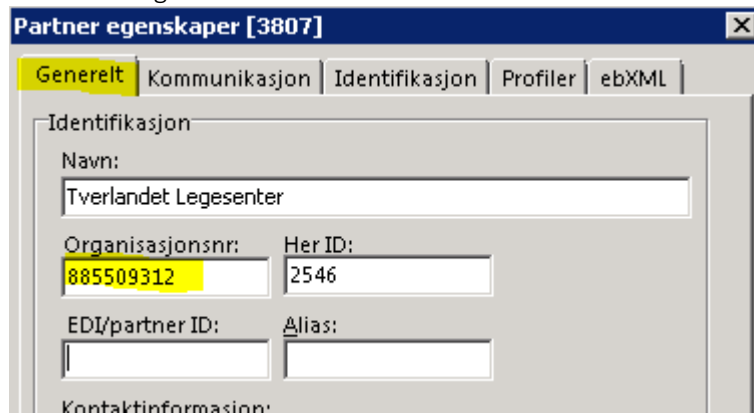 Partner egenskaper [3807]
Generelt Kommunikasjon Identifikasjon Profiler ebXML
Identifikasjon
Navn:
Tverlandet Legesenter
Organisasjonsnr: Her ID:
885509312 2546
EDI/partner ID: Alias:
Kontaktinformasjon: